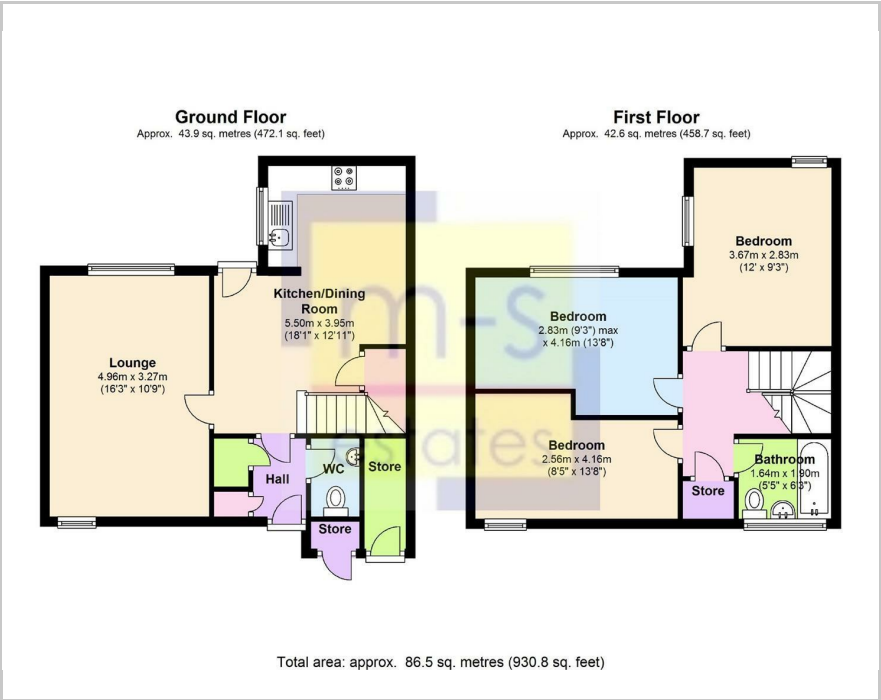 Ground Floor
Approx. 43.9 sq. metres (472.1 sq. feet)
First Floor
Approx. 42.6 sq. metres (458.7 sq. feet)
Kitchen/Dining
Room
5.50m x 3.95m
(18'1" x 12'11")
Lounge
4.96m x 3.27m
(16'3" x 10'9")
Hall
WC
Store
Store
Bedroom
3.67m x 2.83m
(12' x 9'3")
Bedroom
2.83m (9'3") max
x 4.16m (13'8")
Bedroom
2.56m x 4.16m
(8'5" x 13'8")
Bathroom
1.64m x 1.90m
(5'5" x 6'3")
Store
m-s
estates
Total area: approx. 86.5 sq. metres (930.8 sq. feet)